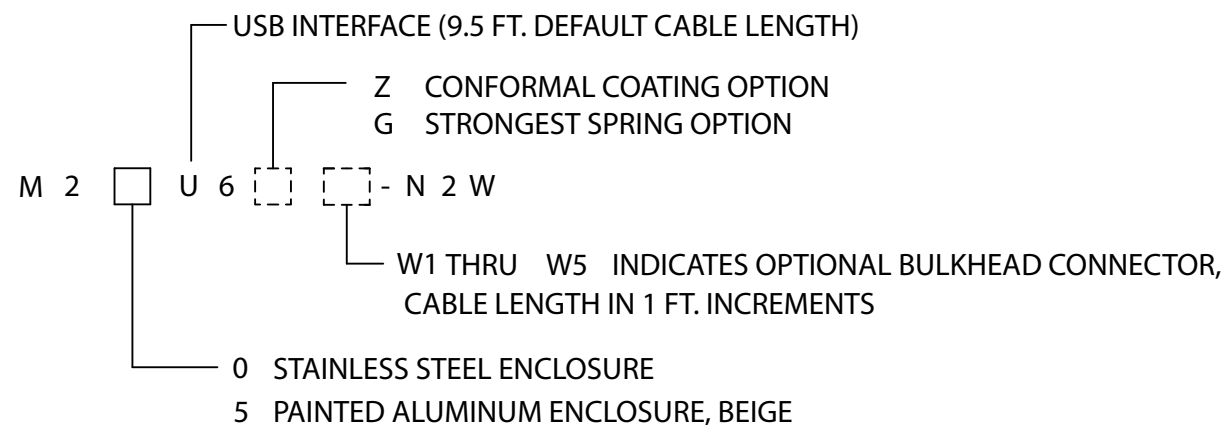 USB INTERFACE (9.5 FT. DEFAULT CABLE LENGTH)
Z CONFORMAL COATING OPTION
G STRONGEST SPRING OPTION
M 2 U 6 - N 2 W
W1 THRU W5 INDICATES OPTIONAL BULKHEAD CONNECTOR,
CABLE LENGTH IN 1 FT. INCREMENTS
0 STAINLESS STEEL ENCLOSURE
5 PAINTED ALUMINUM ENCLOSURE, BEIGE